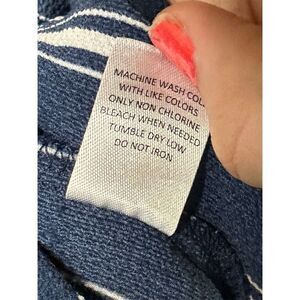 MACHINE WASH COL
WITH LIKE COLORS
ONLY NON CHLORINE
BLEACH WHEN NEEDED
TUMBLE DRY LOW
DO NOT IRON